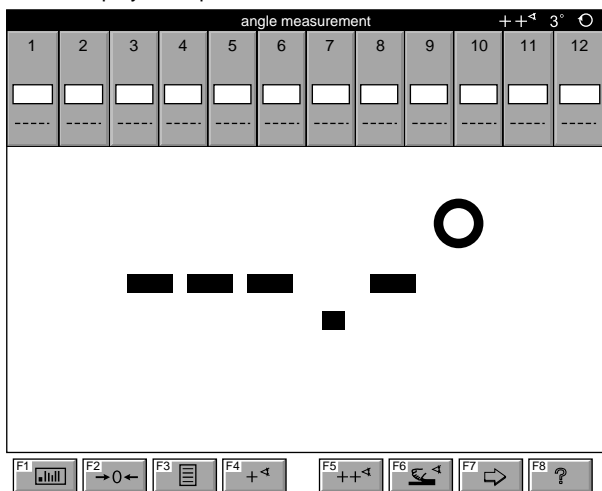 angle measurement ++∢ 3°
1 2 3 4 5 6 7 8 9 10 11 12
----- ----- ----- ----- ----- ----- ----- ----- ----- ----- ----- -----
--- --. -
F1 F2 →0← F3 F4 +∢ F5 ++∢ F6 ∢ F7 F8 ?